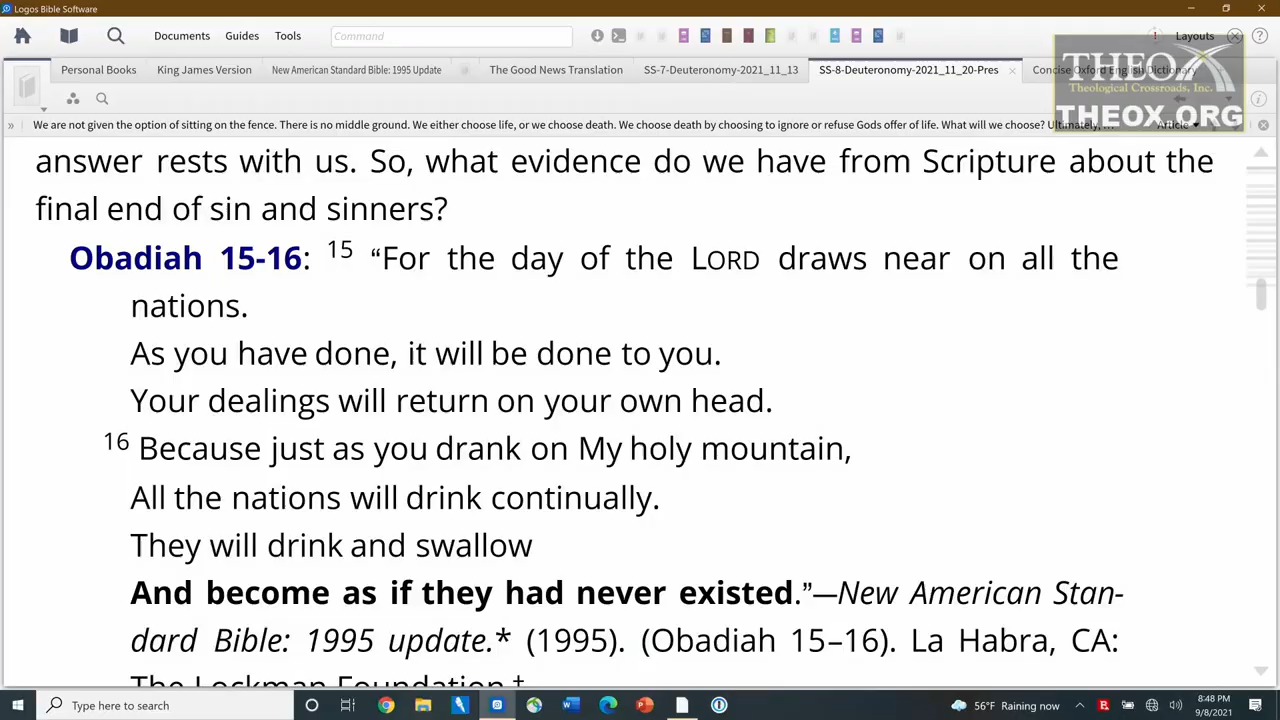 Logos Bible Software
Documents Guides Tools Command Layouts
Personal Books King James Version New American Standard Bible 1995 update The Good News Translation SS-7-Deuteronomy-2021_11_13 SS-8-Deuteronomy-2021_11_20-Pres Concise Oxford English Dictionary
THEOX
Theological Crossroads, Inc.
THEOX.ORG
» We are not given the option of sitting on the fence. There is no middle ground. We either choose life, or we choose death. We choose death by choosing to ignore or refuse Gods offer of life. What will we choose? Ultimately, ... Article
answer rests with us. So, what evidence do we have from Scripture about the
final end of sin and sinners?
Obadiah 15-16: 15 “For the day of the LORD draws near on all the
nations.
As you have done, it will be done to you.
Your dealings will return on your own head.
16 Because just as you drank on My holy mountain,
All the nations will drink continually.
They will drink and swallow
And become as if they had never existed.”—New American Stan-
dard Bible: 1995 update.* (1995). (Obadiah 15–16). La Habra, CA:
The Lockman Foundation.†
Type here to search
56°F Raining now
8:48 PM
9/8/2021